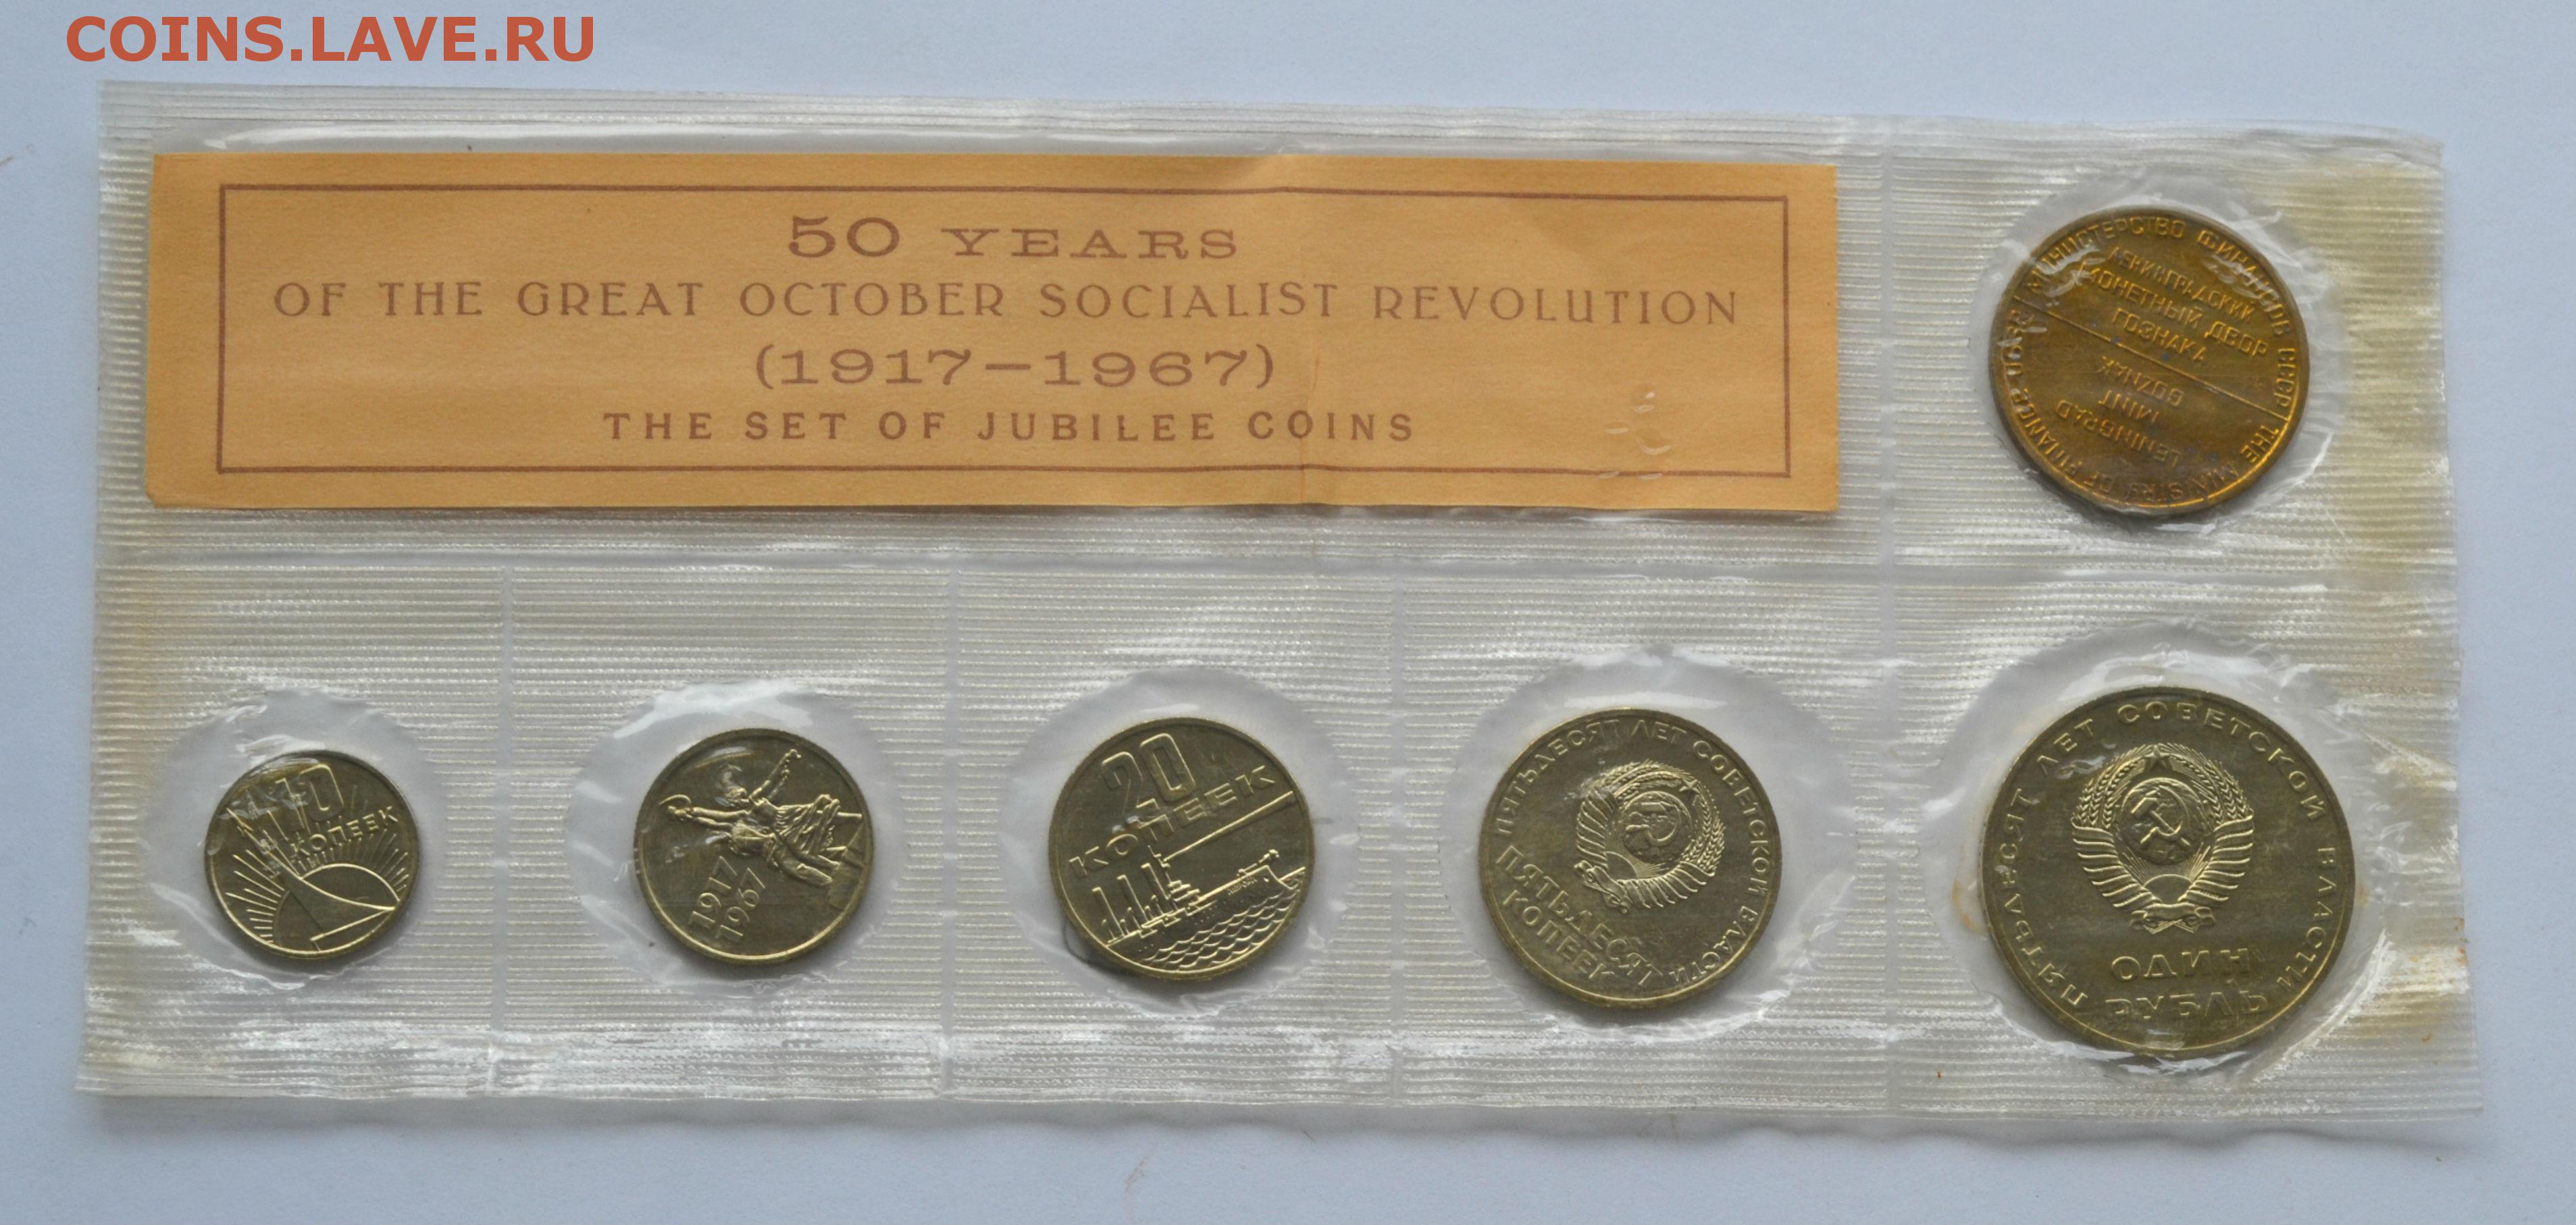 COINS.LAVE.RU
50 YEARS
OF THE GREAT OCTOBER SOCIALIST REVOLUTION
(1917–1967)
THE SET OF JUBILEE COINS
МИНИСТЕРСТВО ФИНАНСОВ СССР
ЛЕНИНГРАДСКИЙ
МОНЕТНЫЙ ДВОР
ГОЗНАКА
THE MINISTRY OF FINANCE USSR
LENINGRAD
MINT
GOZNAK
10
КОПЕЕК
1917
1967
20
КОПЕЕК
ПЯТЬДЕСЯТ ЛЕТ СОВЕТСКОЙ ВЛАСТИ
ПЯТЬДЕСЯТ
КОПЕЕК
ПЯТЬДЕСЯТ ЛЕТ СОВЕТСКОЙ ВЛАСТИ
ОДИН
РУБЛЬ